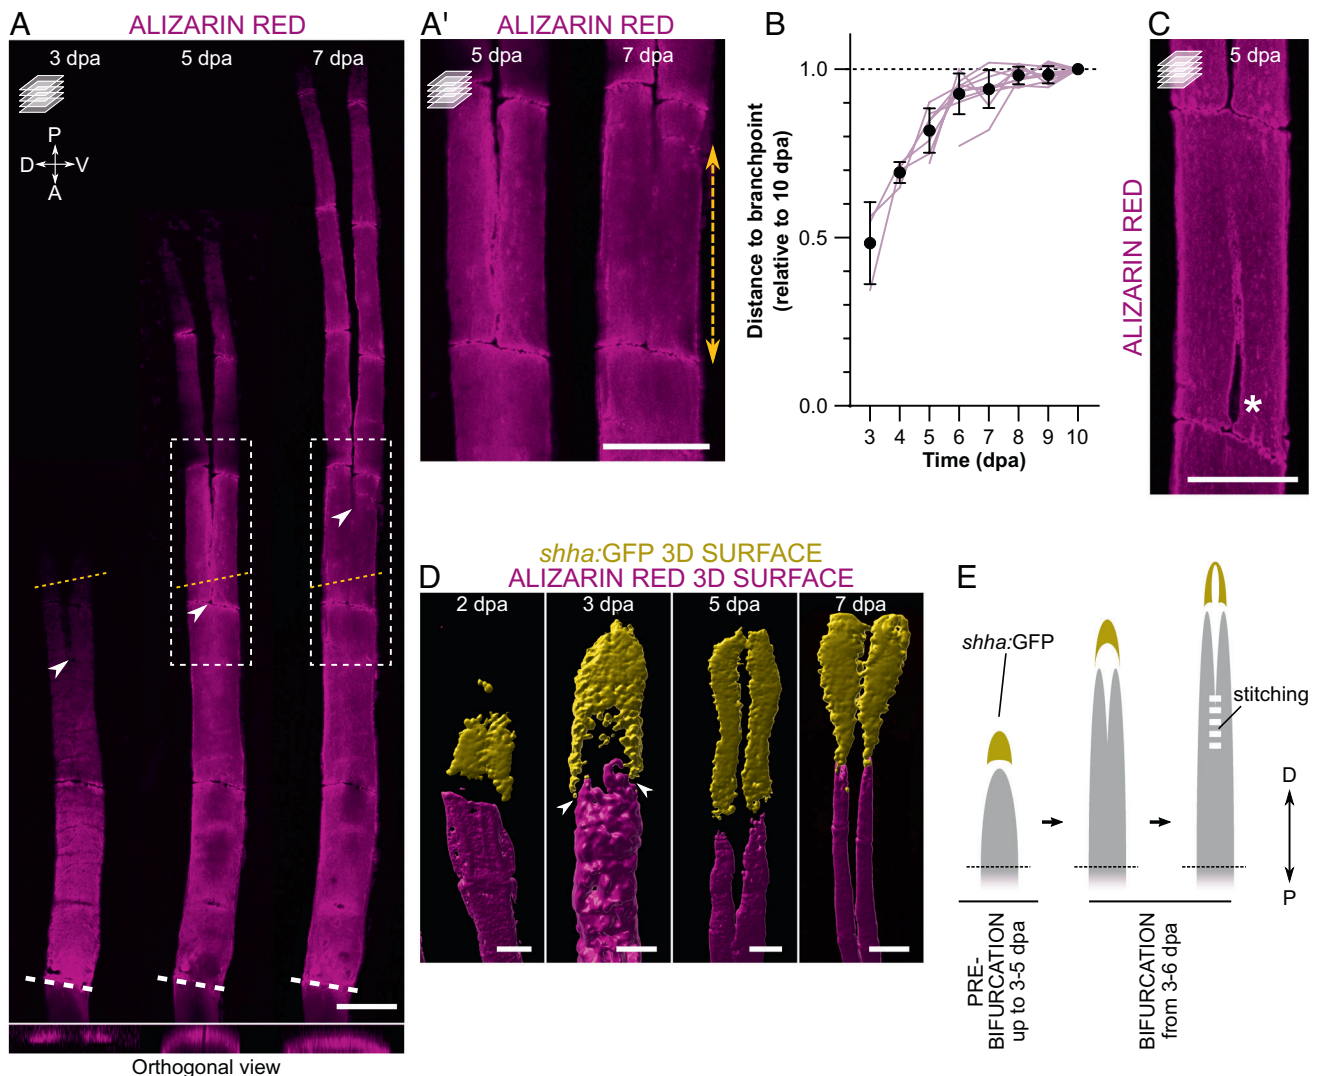 A
ALIZARIN RED
3 dpa
5 dpa
7 dpa
P
D
V
A
Orthogonal view
A'
ALIZARIN RED
5 dpa
7 dpa
B
Distance to branchpoint
(relative to 10 dpa)
1.0
0.5
0.0
3 4 5 6 7 8 9 10
Time (dpa)
C
ALIZARIN RED
5 dpa
*
D
shha:GFP 3D SURFACE
ALIZARIN RED 3D SURFACE
2 dpa
3 dpa
5 dpa
7 dpa
E
shha:GFP
stitching
D
P
PRE-
BIFURCATION
up to 3-5 dpa
BIFURCATION
from 3-6 dpa